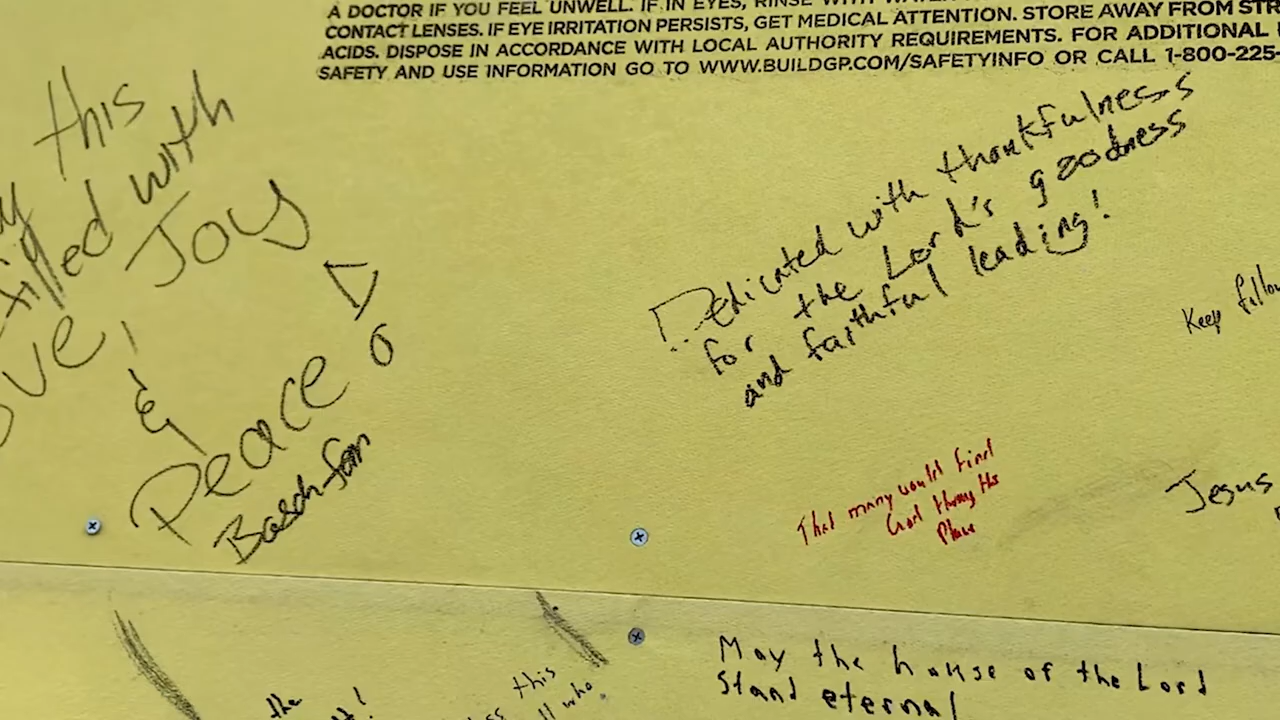 A DOCTOR IF YOU FEEL UNWELL. IF IN EYES, RINSE WITH
CONTACT LENSES. IF EYE IRRITATION PERSISTS, GET MEDICAL ATTENTION. STORE AWAY FROM
ACIDS. DISPOSE IN ACCORDANCE WITH LOCAL AUTHORITY REQUIREMENTS. FOR ADDITIONAL
SAFETY AND USE INFORMATION GO TO WWW.BUILDGP.COM/SAFETYINFO OR CALL 1-800-225-
this
filled with
Joy
&
Peace
Dedicated with thankfulness
for the Lord's goodness
and faithful leading!
Keep
That many would find
God through this
Place
Jesus
the
this
who
May the house of the Lord
Stand eternal